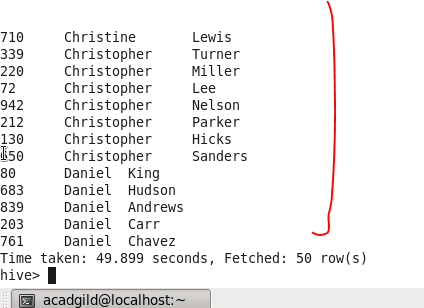 710 Christine Lewis
339 Christopher Turner
220 Christopher Miller
72 Christopher Lee
942 Christopher Nelson
212 Christopher Parker
130 Christopher Hicks
550 Christopher Sanders
80 Daniel King
683 Daniel Hudson
839 Daniel Andrews
203 Daniel Carr
761 Daniel Chavez
Time taken: 49.899 seconds, Fetched: 50 row(s)
hive>
acadgild@localhost:~